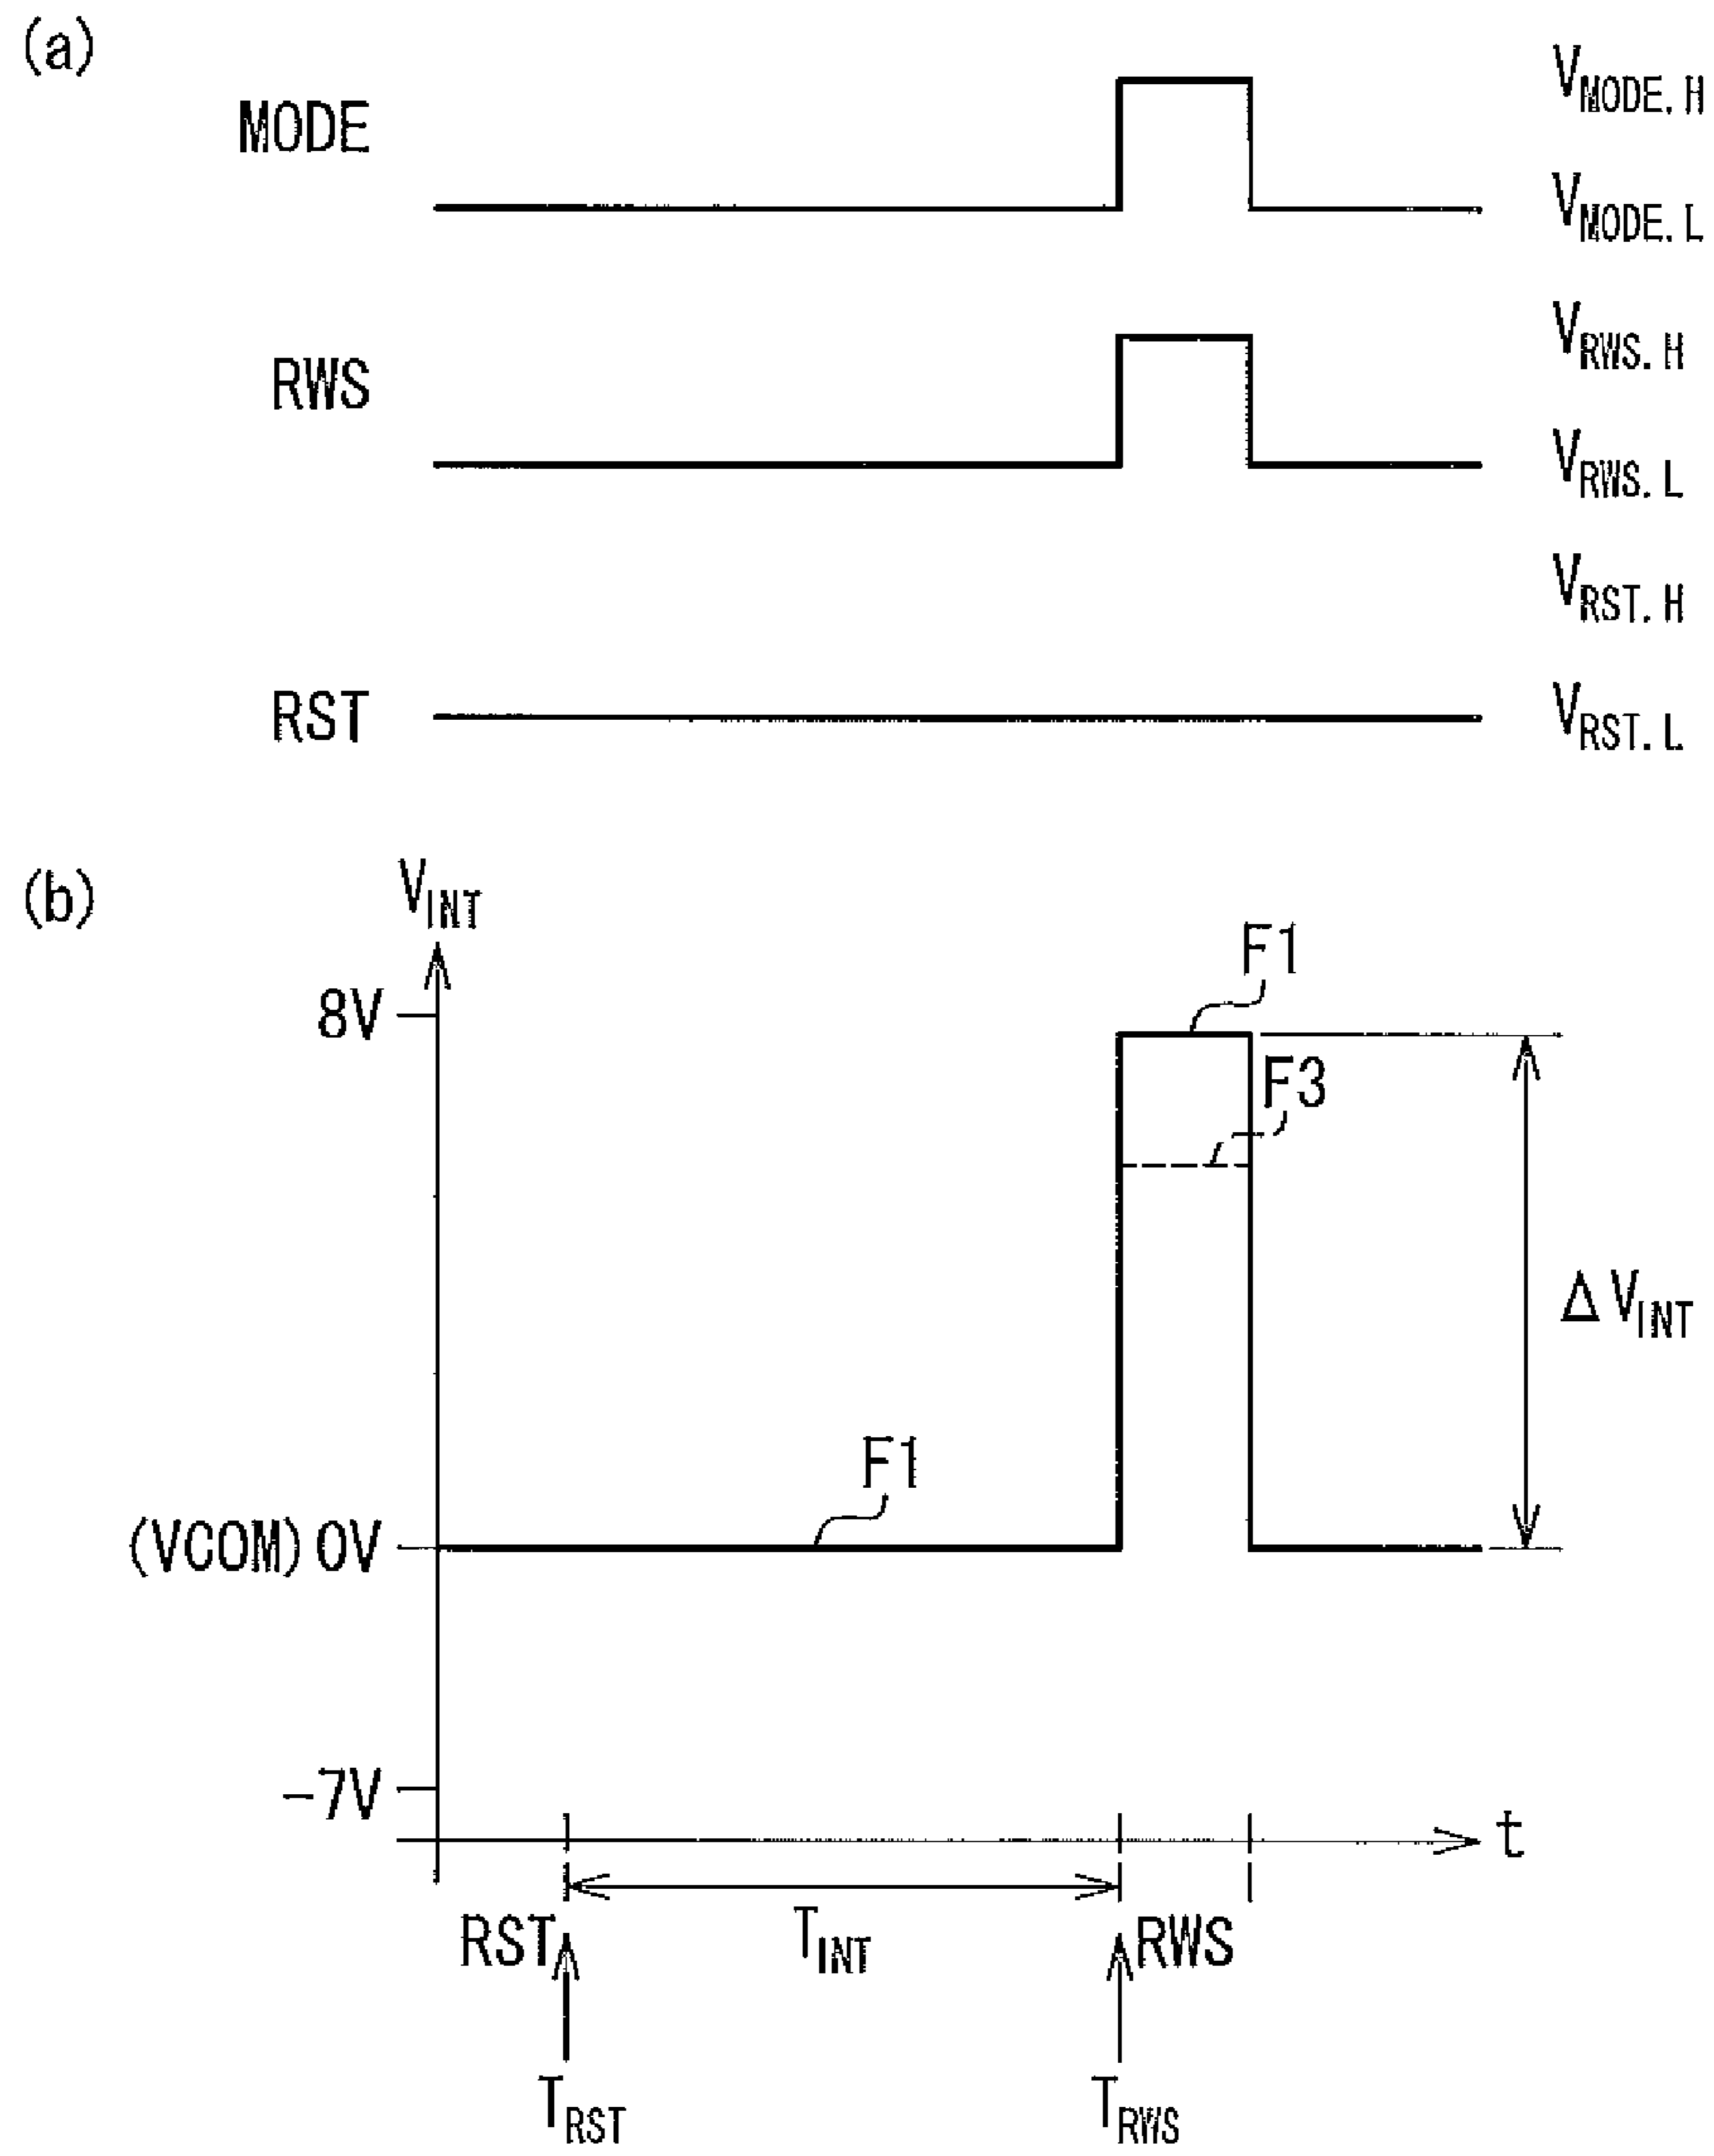 (a)
MODE
V_MODE.H
V_MODE.L
RWS
V_RWS.H
V_RWS.L
RST
V_RST.H
V_RST.L
(b)
V_INT
8V
F1
F3
ΔV_INT
F1
(VCOM) 0V
-7V
t
RST
T_INT
RWS
T_RST
T_RWS